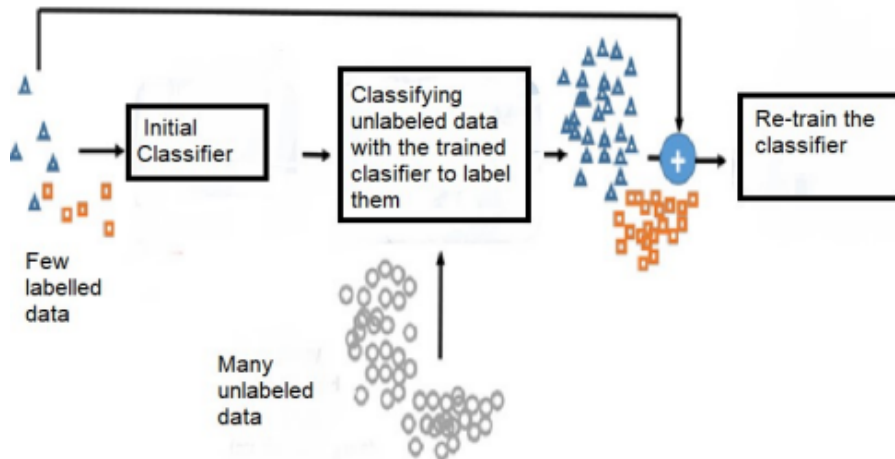 Initial
Classifier
Classifying
unlabeled data
with the trained
clasifier to label
them
Re-train the
classifier
Few
labelled
data
Many
unlabeled
data